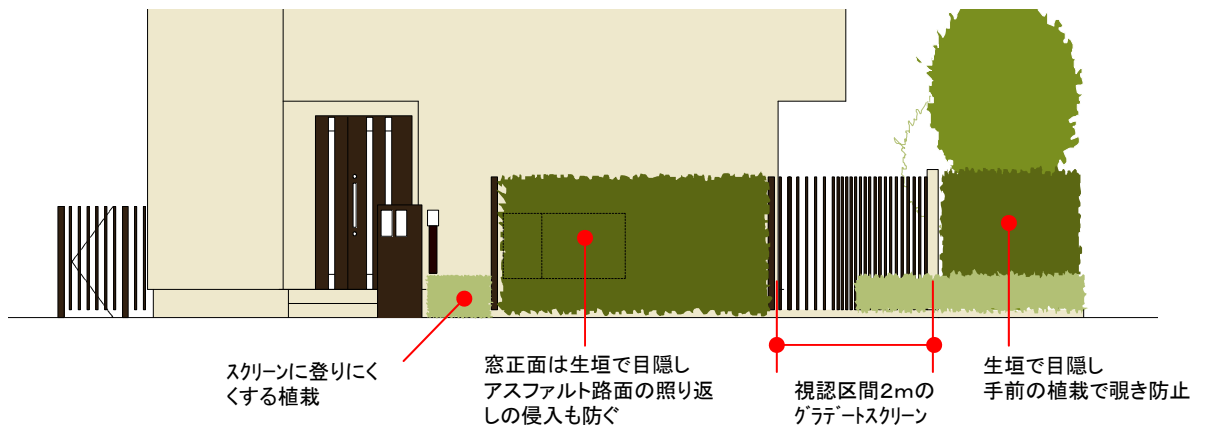 スクリーンに登りにく
くする植栽
窓正面は生垣で目隠し
アスファルト路面の照り返
しの侵入も防ぐ
視認区間2mの
グラデートスクリーン
生垣で目隠し
手前の植栽で覗き防止